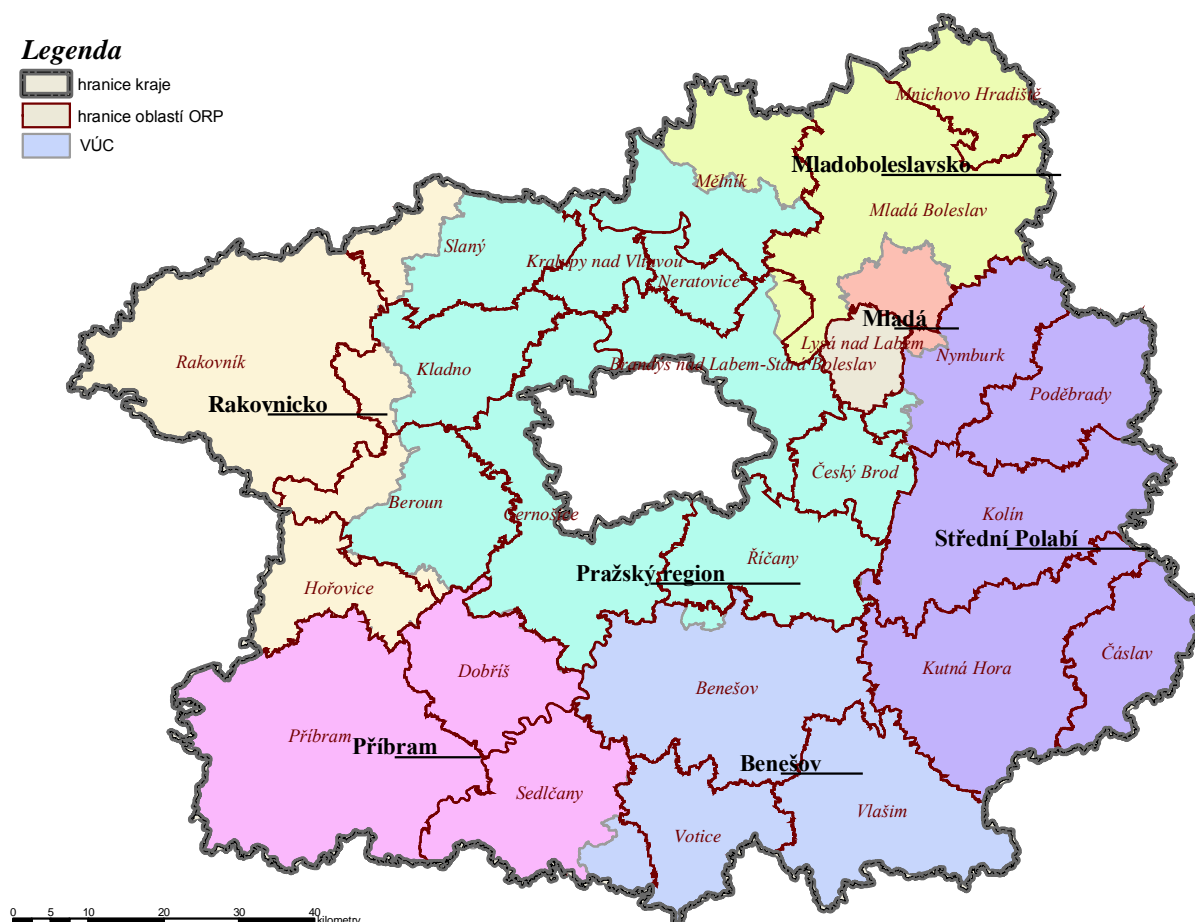 Legenda
hranice kraje
hranice oblastí ORP
VÚC
Mnichovo Hradiště
Mladoboleslavsko
Mělník
Mladá Boleslav
Slaný
Kralupy nad Vltavou
Neratovice
Mladá
Lysá nad Labem
Nymburk
Rakovník
Kladno
Brandýs nad Labem-Stará Boleslav
Poděbrady
Rakovnicko
Český Brod
Beroun
Černošice
Kolín
Střední Polabí
Říčany
Pražský region
Hořovice
Čáslav
Dobříš
Kutná Hora
Benešov
Příbram
Příbram
Benešov
Sedlčany
Vlašim
Votice
0 5 10 20 30 40
kilometry